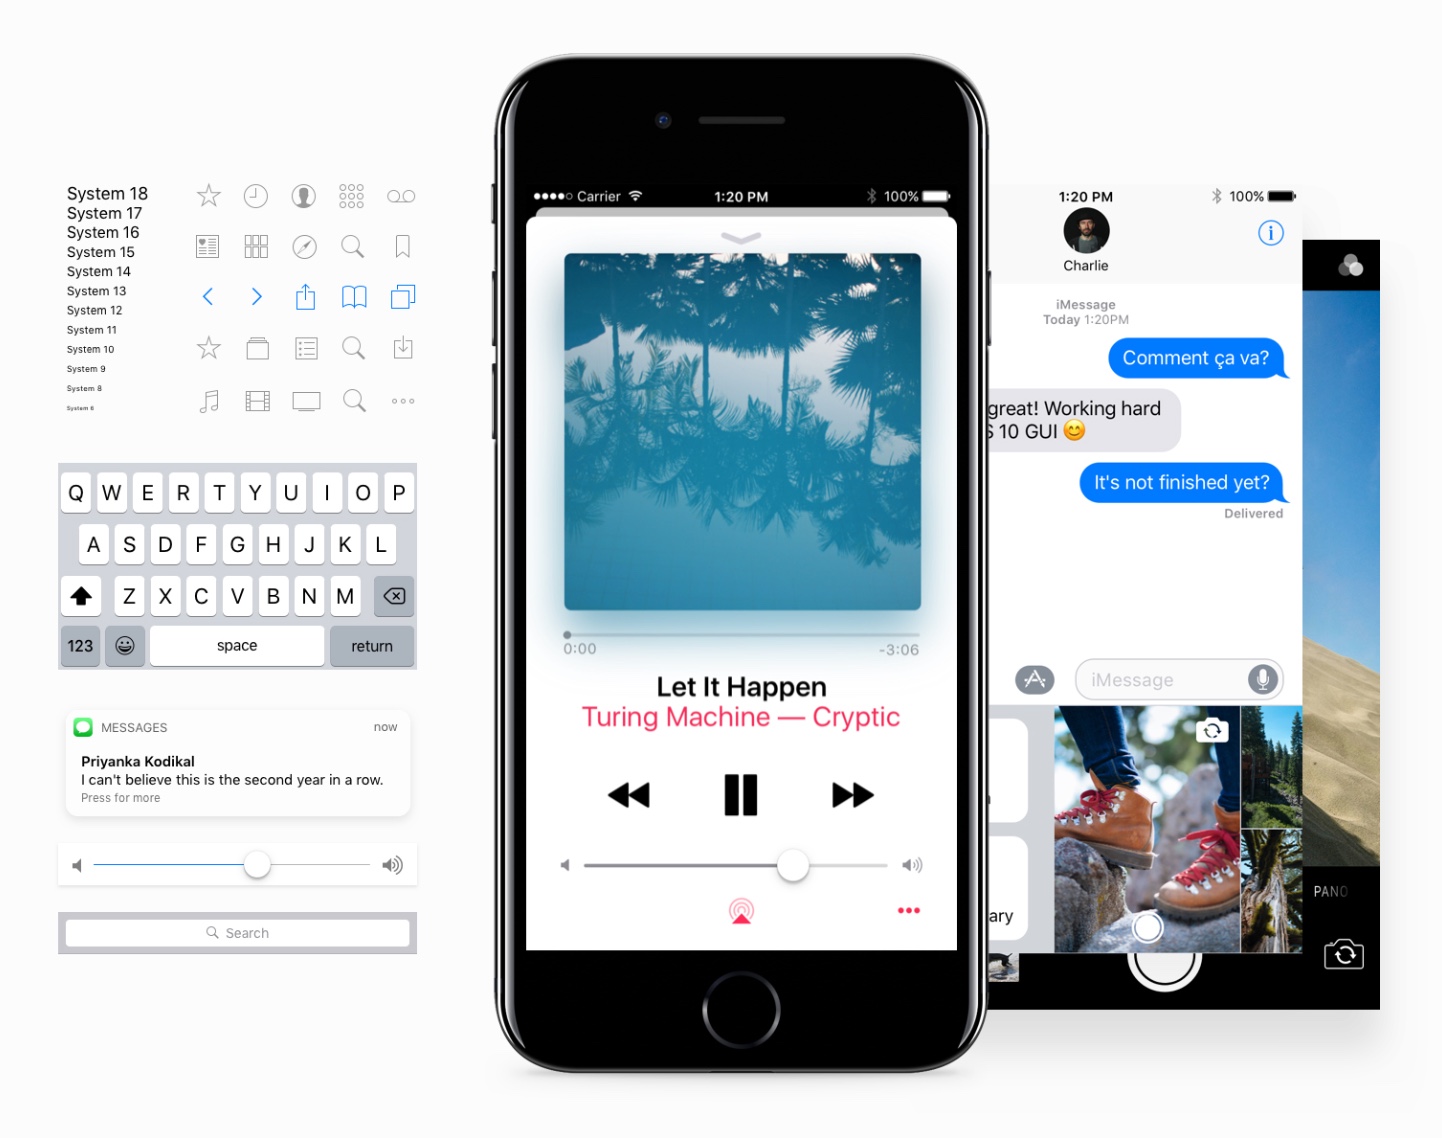 System 18
System 17
System 16
System 15
System 14
System 13
System 12
System 11
System 10
System 9
System 8
System 6
Q W E R T Y U I O P
A S D F G H J K L
Z X C V B N M
123 space return
MESSAGES now
Priyanka Kodikal
I can't believe this is the second year in a row.
Press for more
Search
Carrier 1:20 PM 100%
0:00 -3:06
Let It Happen
Turing Machine — Cryptic
1:20 PM 100%
Charlie
iMessage
Today 1:20PM
Comment ça va?
great! Working hard
S 10 GUI 😊
It's not finished yet?
Delivered
iMessage
ary
PANO